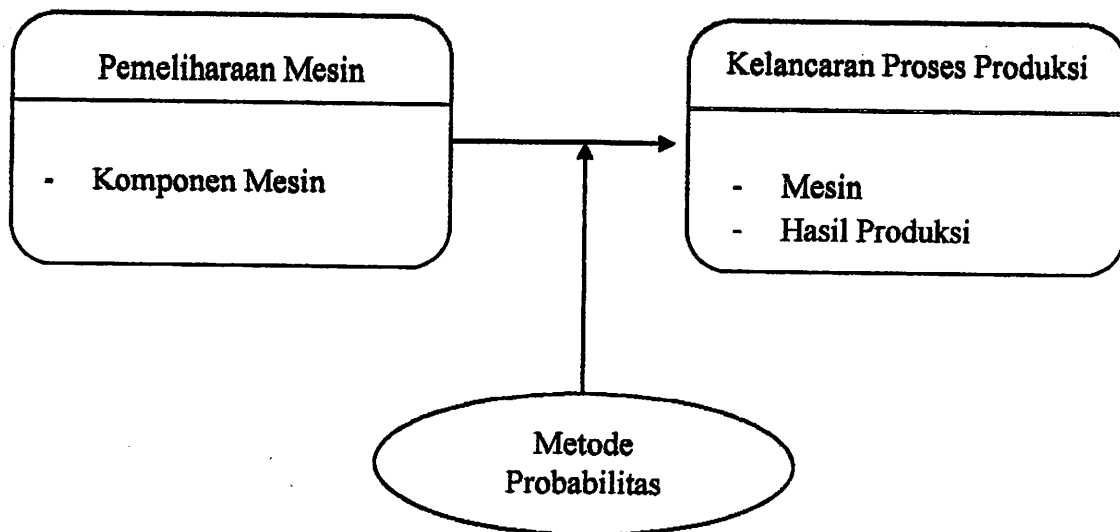 Pemeliharaan Mesin
- Komponen Mesin
Kelancaran Proses Produksi
- Mesin
- Hasil Produksi
Metode
Probabilitas